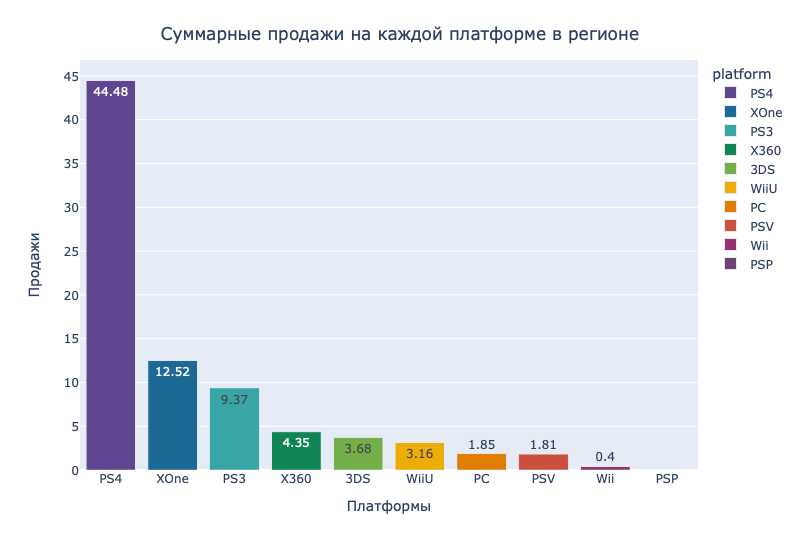 Суммарные продажи на каждой платформе в регионе
platform
PS4
XOne
PS3
X360
3DS
WiiU
PC
PSV
Wii
PSP
Продажи
45
40
35
30
25
20
15
10
5
0
44.48
12.52
9.37
4.35
3.68
3.16
1.85
1.81
0.4
PS4 XOne PS3 X360 3DS WiiU PC PSV Wii PSP
Платформы